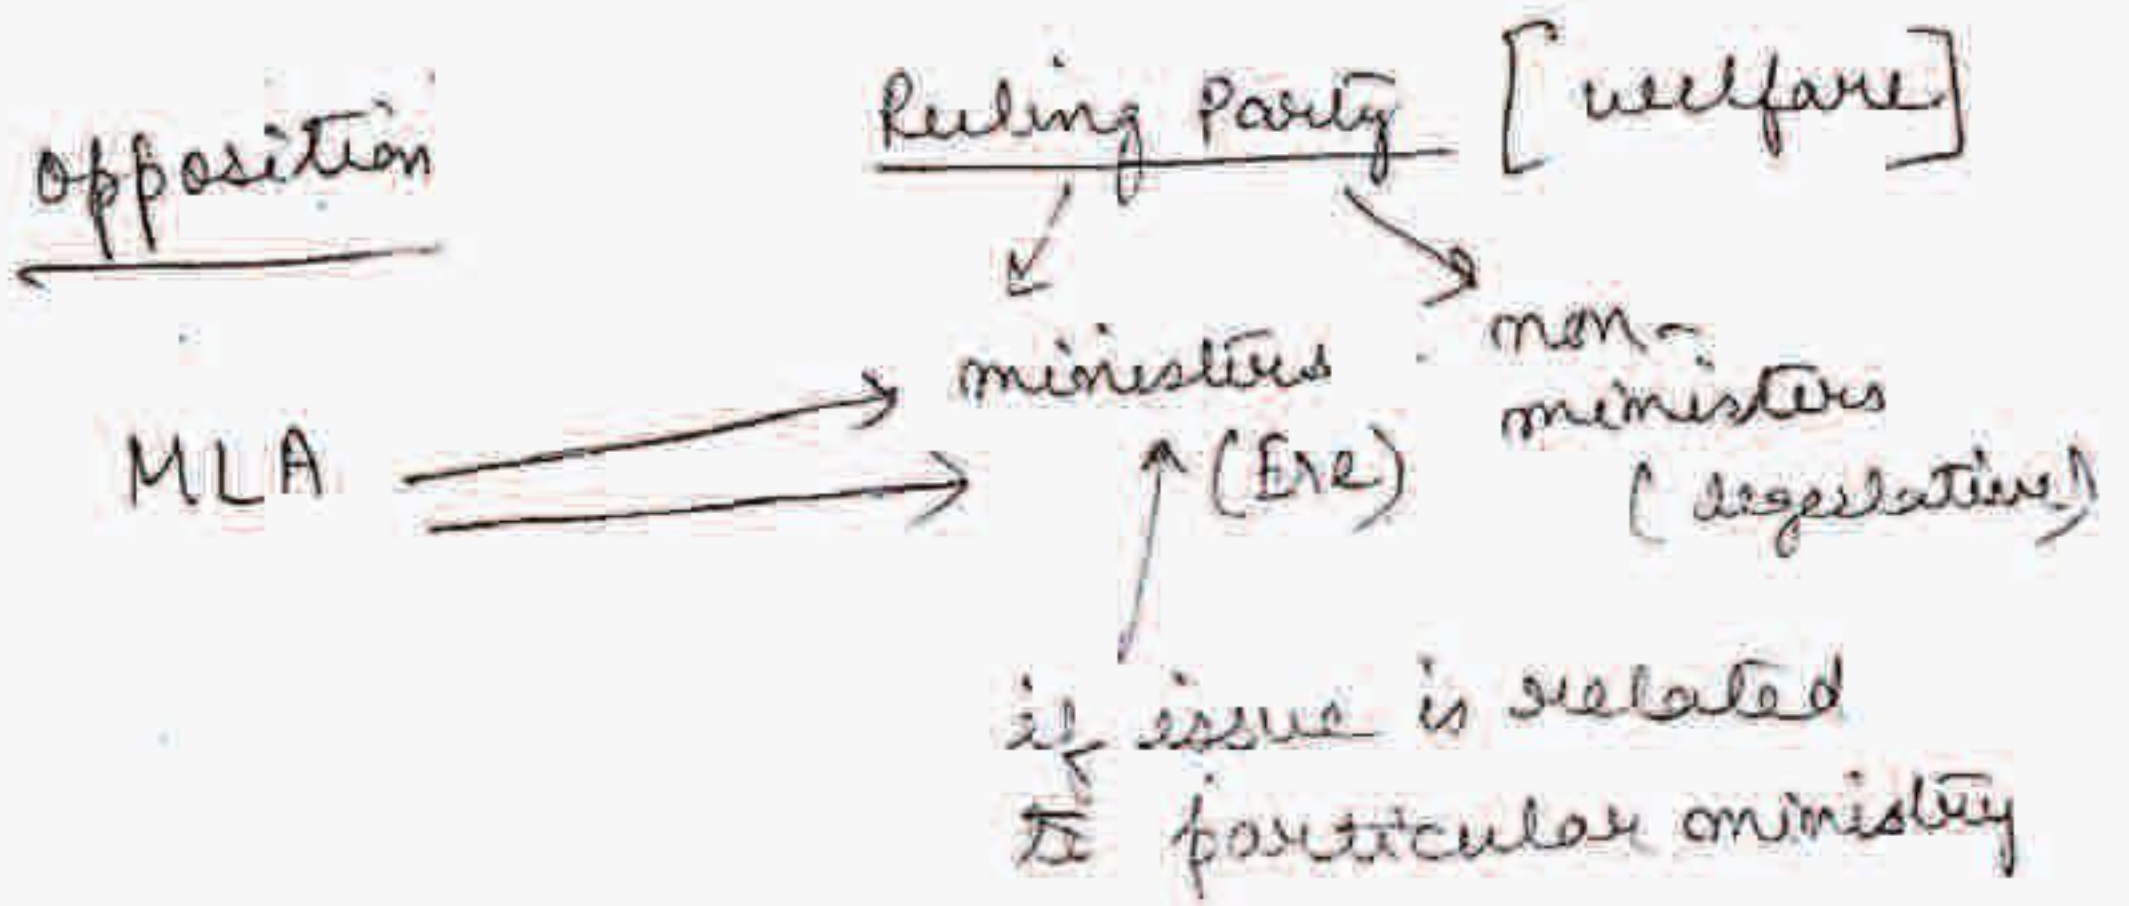 Opposition
Ruling Party [welfare]
ministers
(Exe)
non-
ministers
(legislative)
MLA
if issue is related
to particular ministry